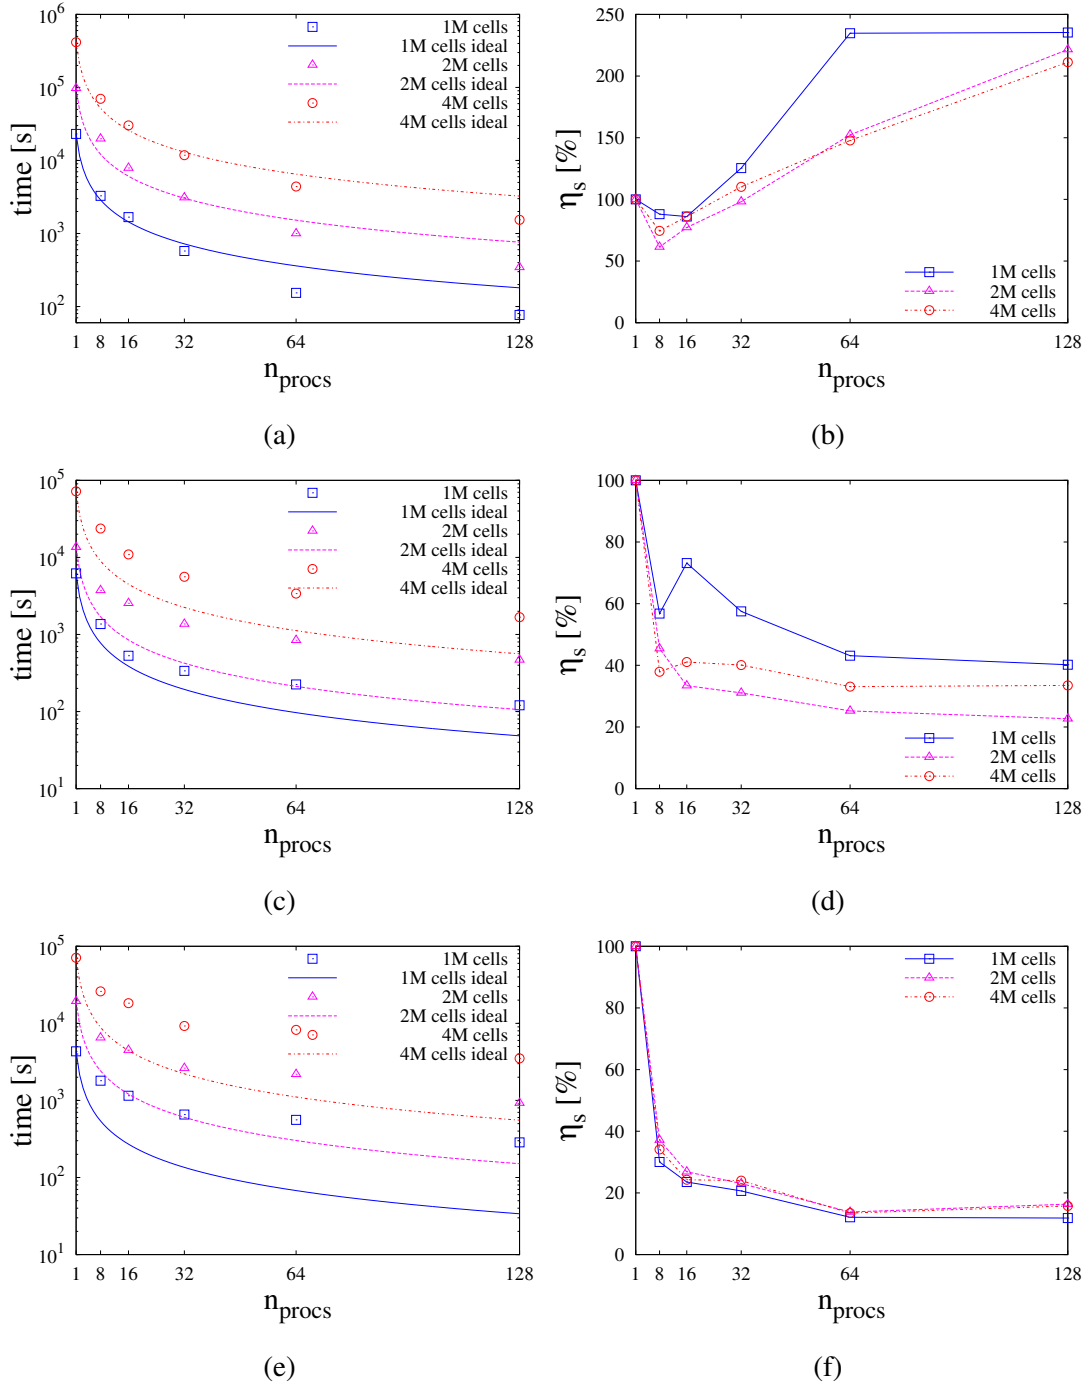 10^6
10^5
10^4
10^3
10^2
time [s]
1 8 16 32 64 128
n_procs
1M cells
1M cells ideal
2M cells
2M cells ideal
4M cells
4M cells ideal
(a)
250
200
150
100
50
0
η_s [%]
1 8 16 32 64 128
n_procs
1M cells
2M cells
4M cells
(b)
10^5
10^4
10^3
10^2
10^1
time [s]
1 8 16 32 64 128
n_procs
1M cells
1M cells ideal
2M cells
2M cells ideal
4M cells
4M cells ideal
(c)
100
80
60
40
20
0
η_s [%]
1 8 16 32 64 128
n_procs
1M cells
2M cells
4M cells
(d)
10^5
10^4
10^3
10^2
10^1
time [s]
1 8 16 32 64 128
n_procs
1M cells
1M cells ideal
2M cells
2M cells ideal
4M cells
4M cells ideal
(e)
100
80
60
40
20
0
η_s [%]
1 8 16 32 64 128
n_procs
1M cells
2M cells
4M cells
(f)